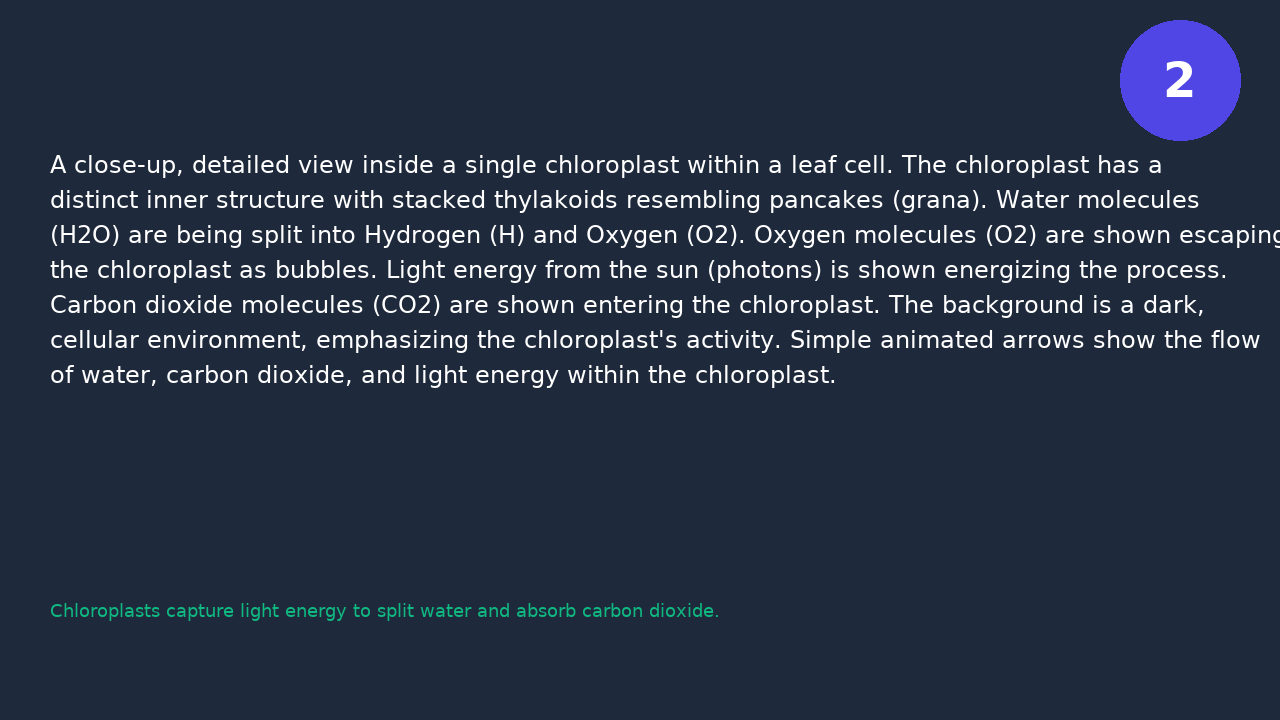 2
A close-up, detailed view inside a single chloroplast within a leaf cell. The chloroplast has a
distinct inner structure with stacked thylakoids resembling pancakes (grana). Water molecules
(H2O) are being split into Hydrogen (H) and Oxygen (O2). Oxygen molecules (O2) are shown escaping
the chloroplast as bubbles. Light energy from the sun (photons) is shown energizing the process.
Carbon dioxide molecules (CO2) are shown entering the chloroplast. The background is a dark,
cellular environment, emphasizing the chloroplast's activity. Simple animated arrows show the flow
of water, carbon dioxide, and light energy within the chloroplast.
Chloroplasts capture light energy to split water and absorb carbon dioxide.